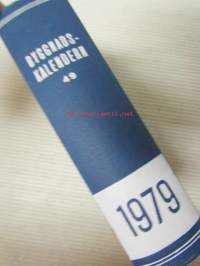 BYGGNADS-
KALENDERN
49
1979